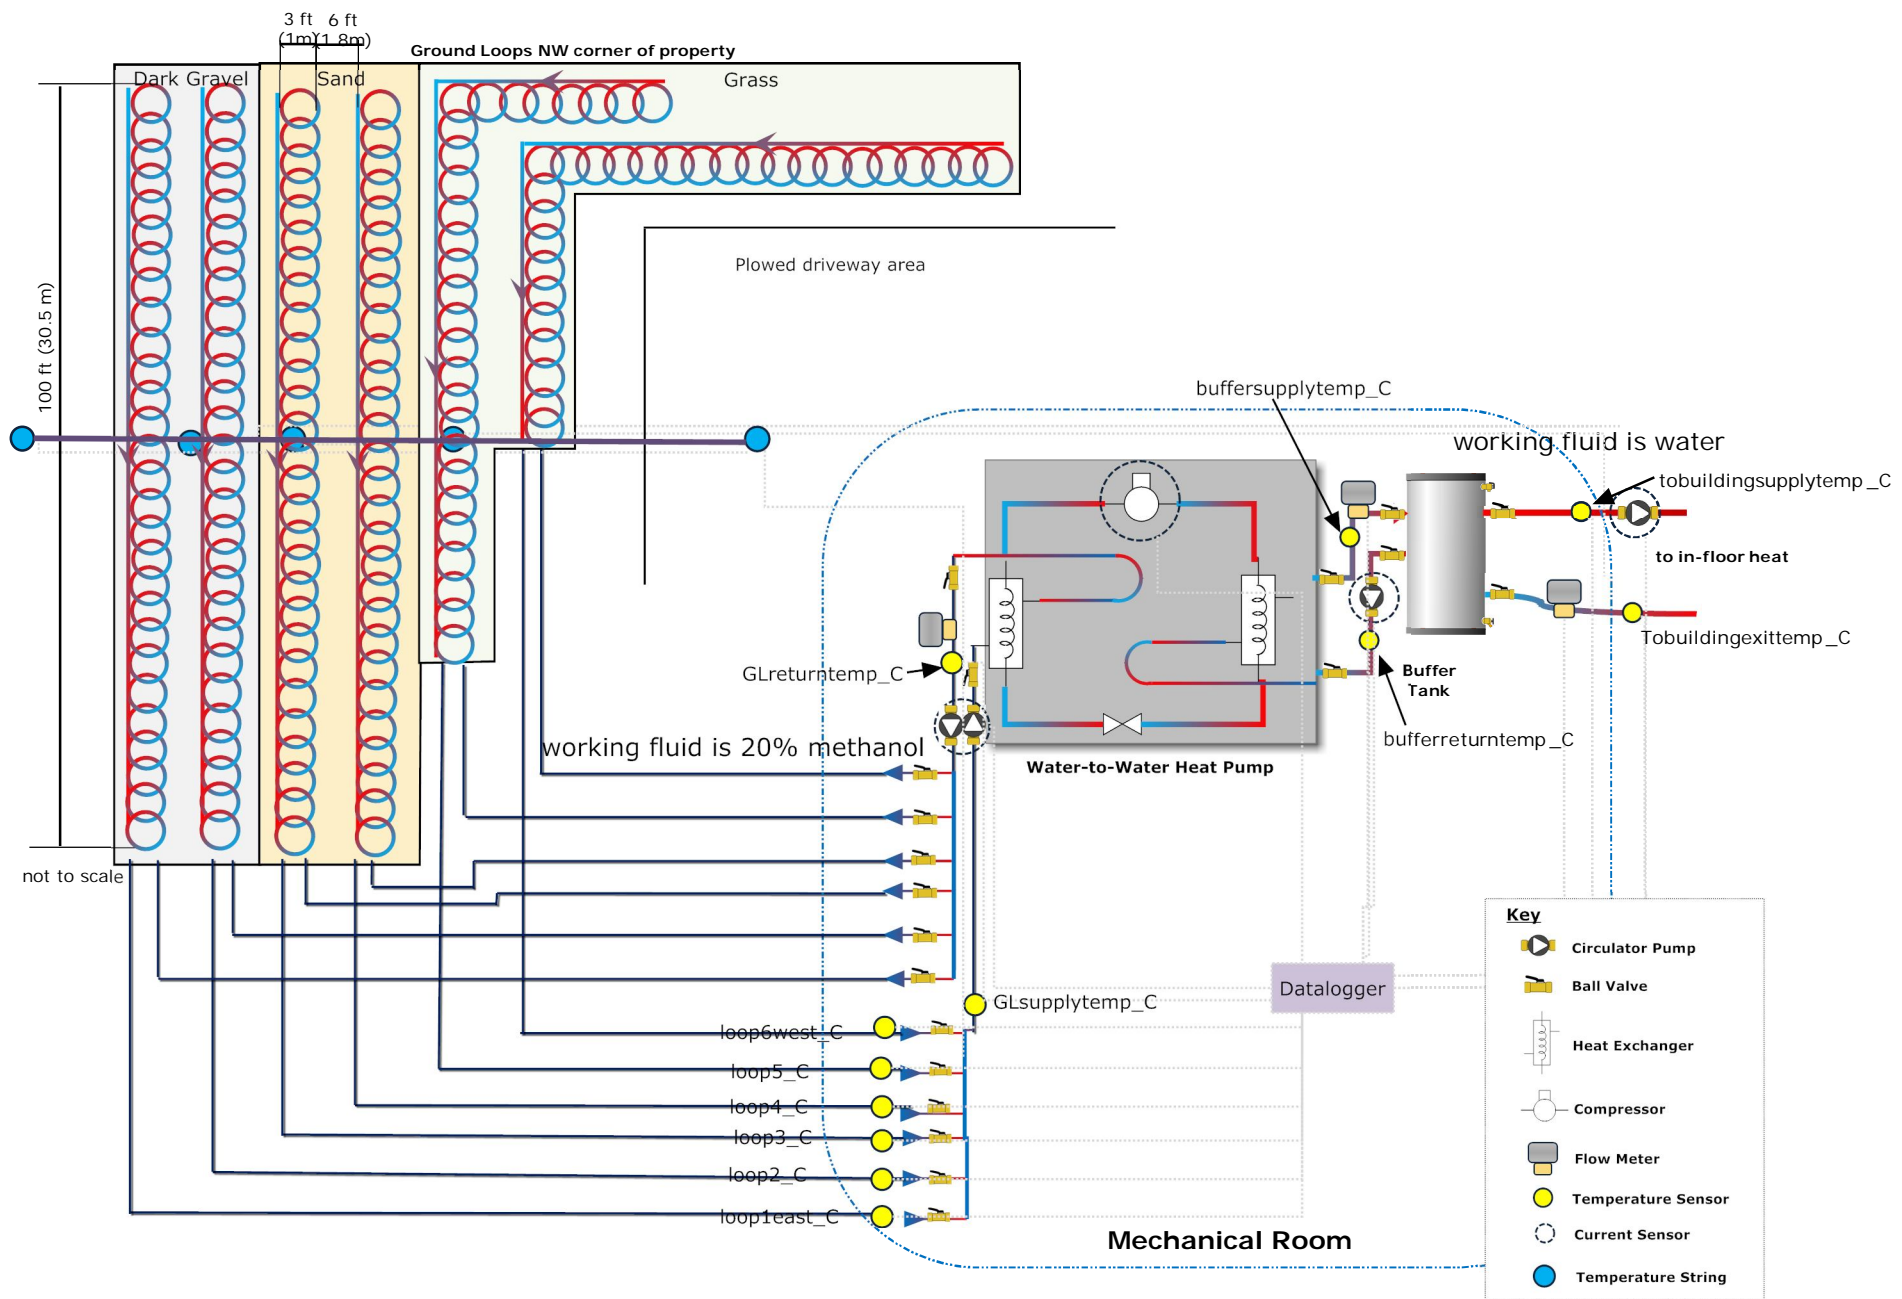 3 ft
(1m)
6 ft
(1.8m)
Ground Loops NW corner of property
Dark Gravel
Sand
Grass
100 ft (30.5 m)
Plowed driveway area
not to scale
buffersupplytemp_C
working fluid is water
tobuildingsupplytemp_C
to in-floor heat
Tobuildingexittemp_C
Buffer
Tank
bufferreturntemp_C
GLreturntemp_C
working fluid is 20% methanol
Water-to-Water Heat Pump
GLsupplytemp_C
Datalogger
loop6west_C
loop5_C
loop4_C
loop3_C
loop2_C
loop1east_C
Mechanical Room
Key
Circulator Pump
Ball Valve
Heat Exchanger
Compressor
Flow Meter
Temperature Sensor
Current Sensor
Temperature String